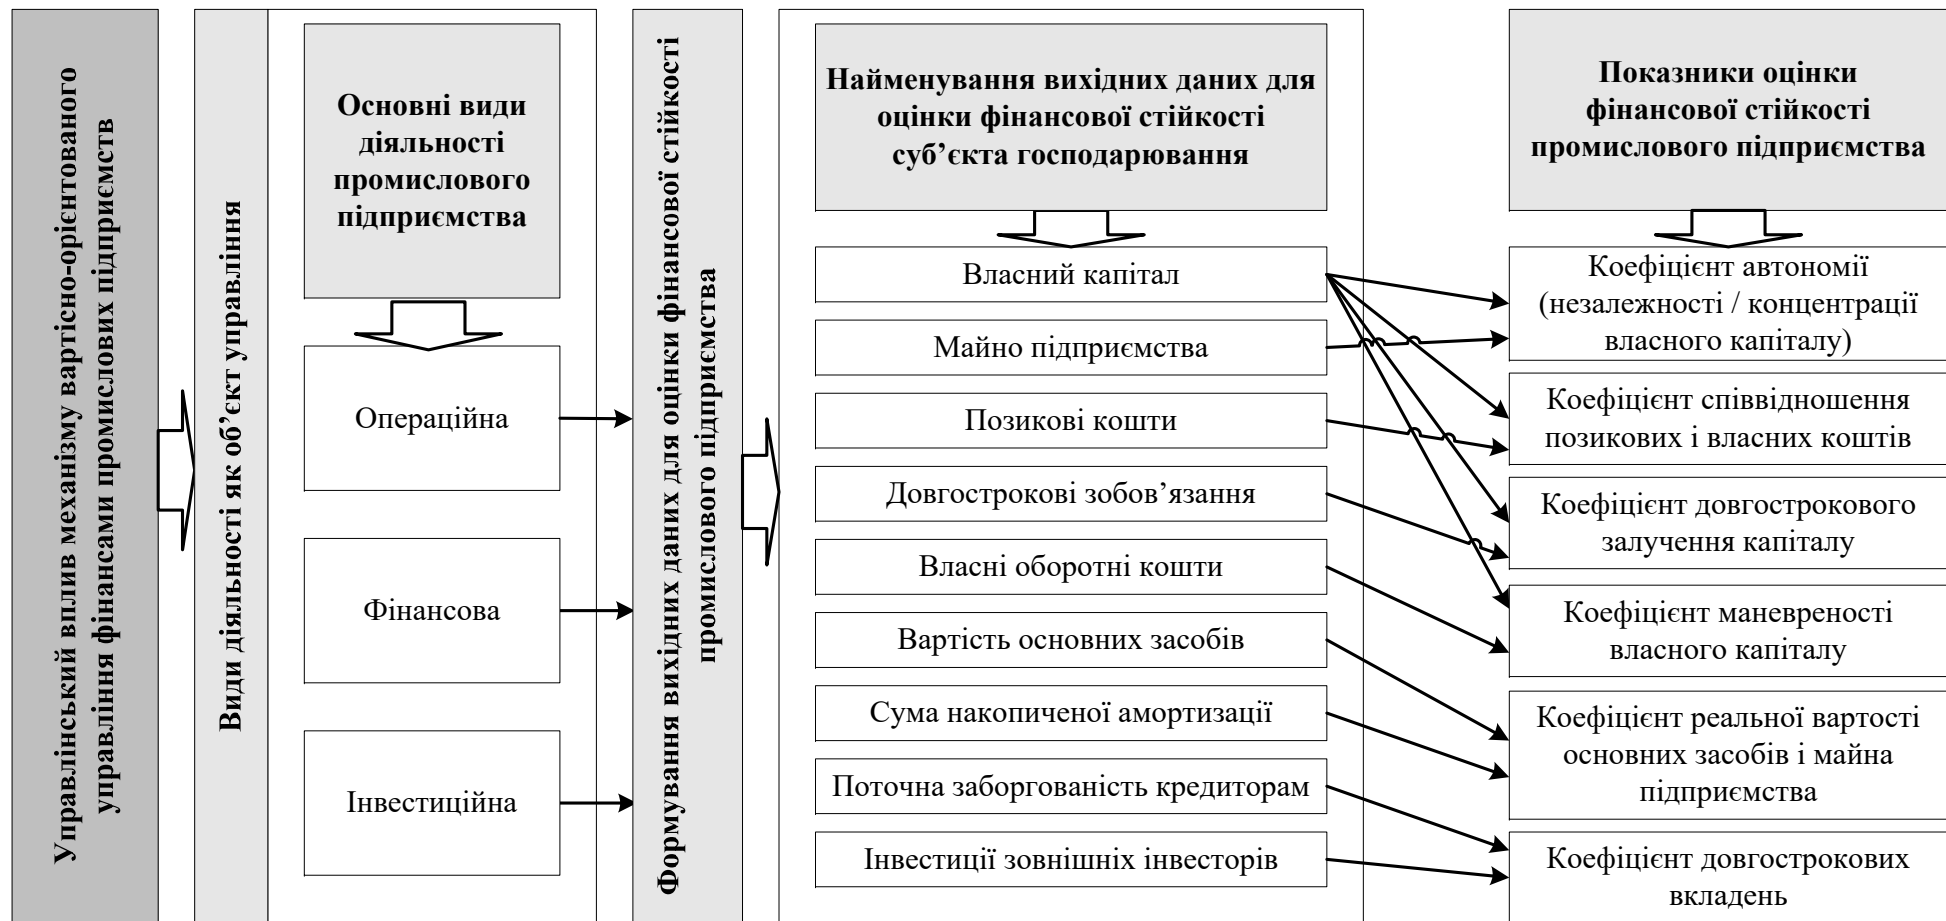 Управлінський вплив механізму вартісно-орієнтованого
управління фінансами промислових підприємств
Види діяльності як об’єкт управління
Основні види
діяльності
промислового
підприємства
Операційна
Фінансова
Інвестиційна
Формування вихідних даних для оцінки фінансової стійкості
промислового підприємства
Найменування вихідних даних для
оцінки фінансової стійкості
суб’єкта господарювання
Власний капітал
Майно підприємства
Позикові кошти
Довгострокові зобов’язання
Власні оборотні кошти
Вартість основних засобів
Сума накопиченої амортизації
Поточна заборгованість кредиторам
Інвестиції зовнішніх інвесторів
Показники оцінки
фінансової стійкості
промислового підприємства
Коефіцієнт автономії
(незалежності / концентрації
власного капіталу)
Коефіцієнт співвідношення
позикових і власних коштів
Коефіцієнт довгострокового
залучення капіталу
Коефіцієнт маневреності
власного капіталу
Коефіцієнт реальної вартості
основних засобів і майна
підприємства
Коефіцієнт довгострокових
вкладень